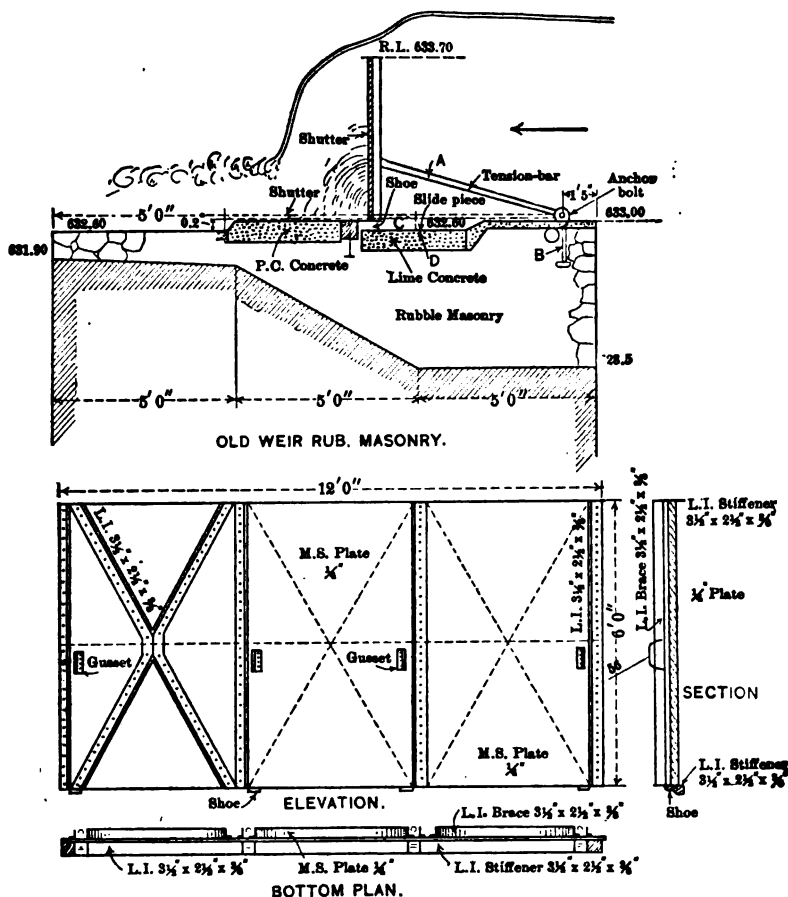 R.L. 633.70
Shutter
A
Tension-bar
Shoe
Slide piece
Anchor
bolt
1'5"
Shutter
5'0"
632.60
0.2
C
632.60
633.00
631.90
P.C. Concrete
D
Lime Concrete
B
Rubble Masonry
28.5
5'0"
5'0"
5'0"
OLD WEIR RUB. MASONRY.
12'0"
L.I. 3½" x 2½" x ⅜"
M.S. Plate
¼"
L.I. 3½" x 2½" x ⅜"
L.I. Brace 3½" x 2½" x ⅜"
L.I. Stiffener
3½" x 2½" x ⅜"
¼" Plate
6'0"
Gusset
Gusset
SECTION
M.S. Plate
¼"
L.I. Stiffener
3½" x 2½" x ⅜"
Shoe
Shoe
ELEVATION.
L.I. Brace 3½" x 2½" x ⅜"
L.I. 3½" x 2½" x ⅜"
M.S. Plate ¼"
L.I. Stiffener 3½" x 2½" x ⅜"
BOTTOM PLAN.